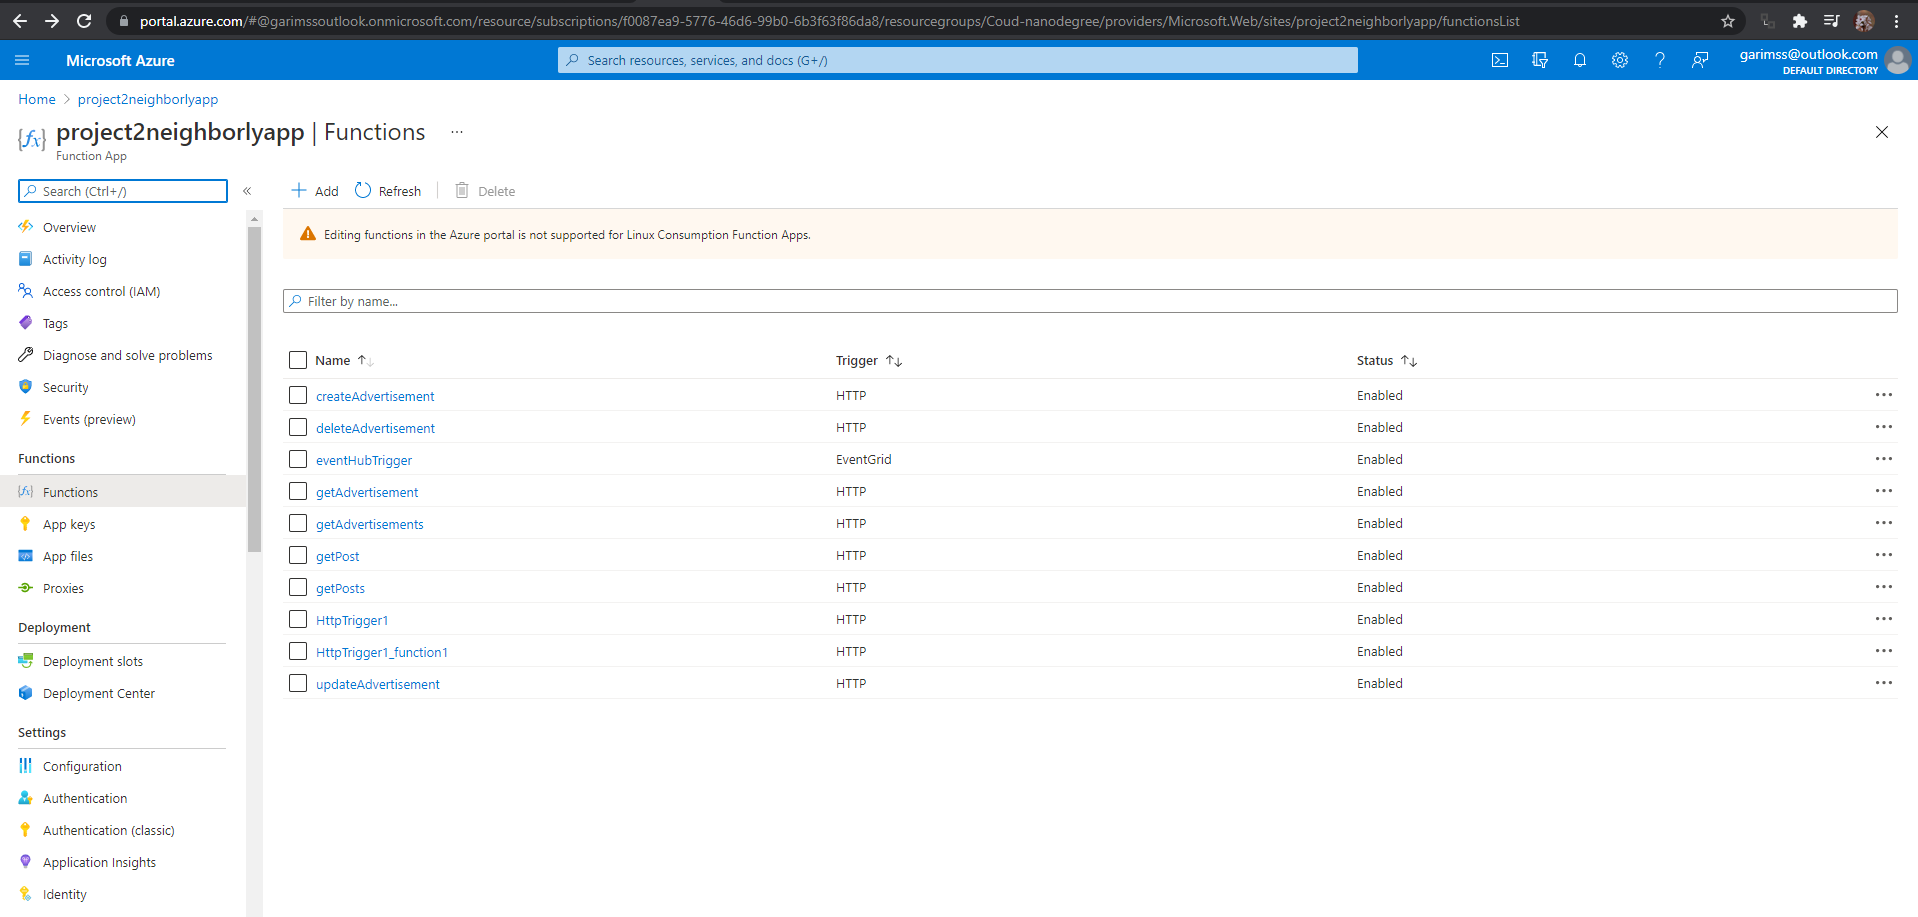 portal.azure.com/#@garimssoutlook.onmicrosoft.com/resource/subscriptions/f0087ea9-5776-46d6-99b0-6b3f63f86da8/resourcegroups/Coud-nanodegree/providers/Microsoft.Web/sites/project2neighborlyapp/functionsList
Microsoft Azure
Search resources, services, and docs (G+/)
garimss@outlook.com
DEFAULT DIRECTORY
Home > project2neighborlyapp
project2neighborlyapp | Functions ...
Function App
Search (Ctrl+/) «
Add Refresh Delete
Editing functions in the Azure portal is not supported for Linux Consumption Function Apps.
Filter by name...
Overview
Activity log
Access control (IAM)
Tags
Diagnose and solve problems
Security
Events (preview)
Functions
Functions
App keys
App files
Proxies
Deployment
Deployment slots
Deployment Center
Settings
Configuration
Authentication
Authentication (classic)
Application Insights
Identity
Name Trigger Status
createAdvertisement HTTP Enabled
deleteAdvertisement HTTP Enabled
eventHubTrigger EventGrid Enabled
getAdvertisement HTTP Enabled
getAdvertisements HTTP Enabled
getPost HTTP Enabled
getPosts HTTP Enabled
HttpTrigger1 HTTP Enabled
HttpTrigger1_function1 HTTP Enabled
updateAdvertisement HTTP Enabled